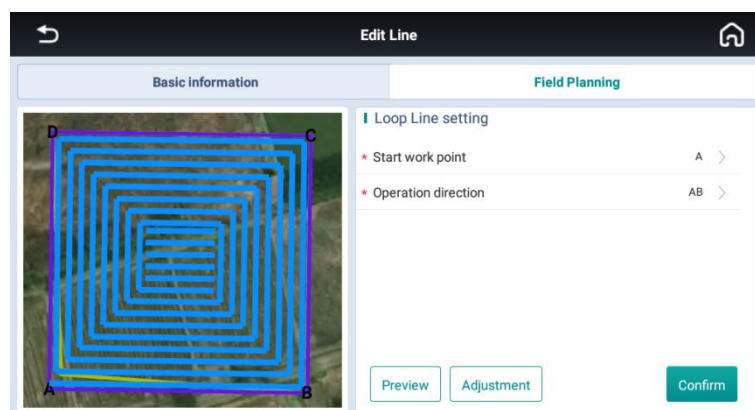 Edit Line
Basic information
Field Planning
D
C
A
B
Loop Line setting
* Start work point A
* Operation direction AB
Preview
Adjustment
Confirm